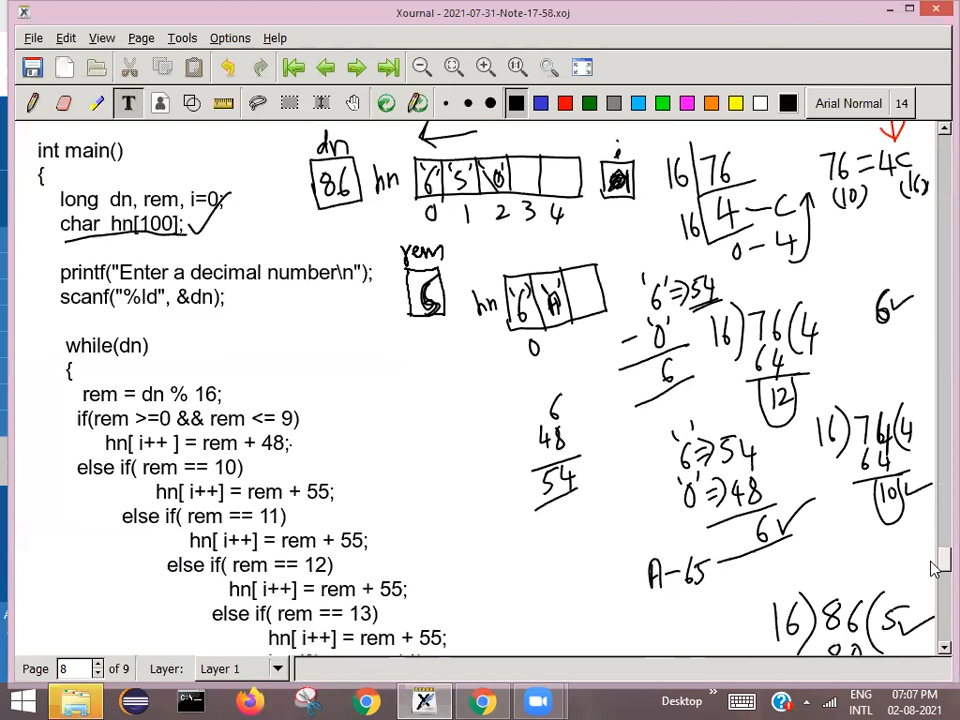 Xournal - 2021-07-31-Note-17-58.xoj
File Edit View Page Tools Options Help
Arial Normal 14
int main()
{
long dn, rem, i=0;
char hn[100];
printf("Enter a decimal number\n");
scanf("%ld", &dn);
while(dn)
{
rem = dn % 16;
if(rem >=0 && rem <= 9)
hn[ i++ ] = rem + 48;
else if( rem == 10)
hn[ i++] = rem + 55;
else if( rem == 11)
hn[ i++] = rem + 55;
else if( rem == 12)
hn[ i++] = rem + 55;
else if( rem == 13)
hn[ i++] = rem + 55;
dn
86
hn '6' '5' '\0'
0 1 2 3 4
i
rem
6
hn '6' 'A'
0
16 76
16 4 - C
0 - 4
76 = 4C
(10) (16)
'6' => 54
- '0'
6
16)76(4
64
12
6
6
48
54
'6' => 54
'0' => 48
6
A - 65
16)74(4
64
10
16)86(5
Page 8 of 9 Layer: Layer 1
Desktop
ENG
INTL
07:07 PM
02-08-2021